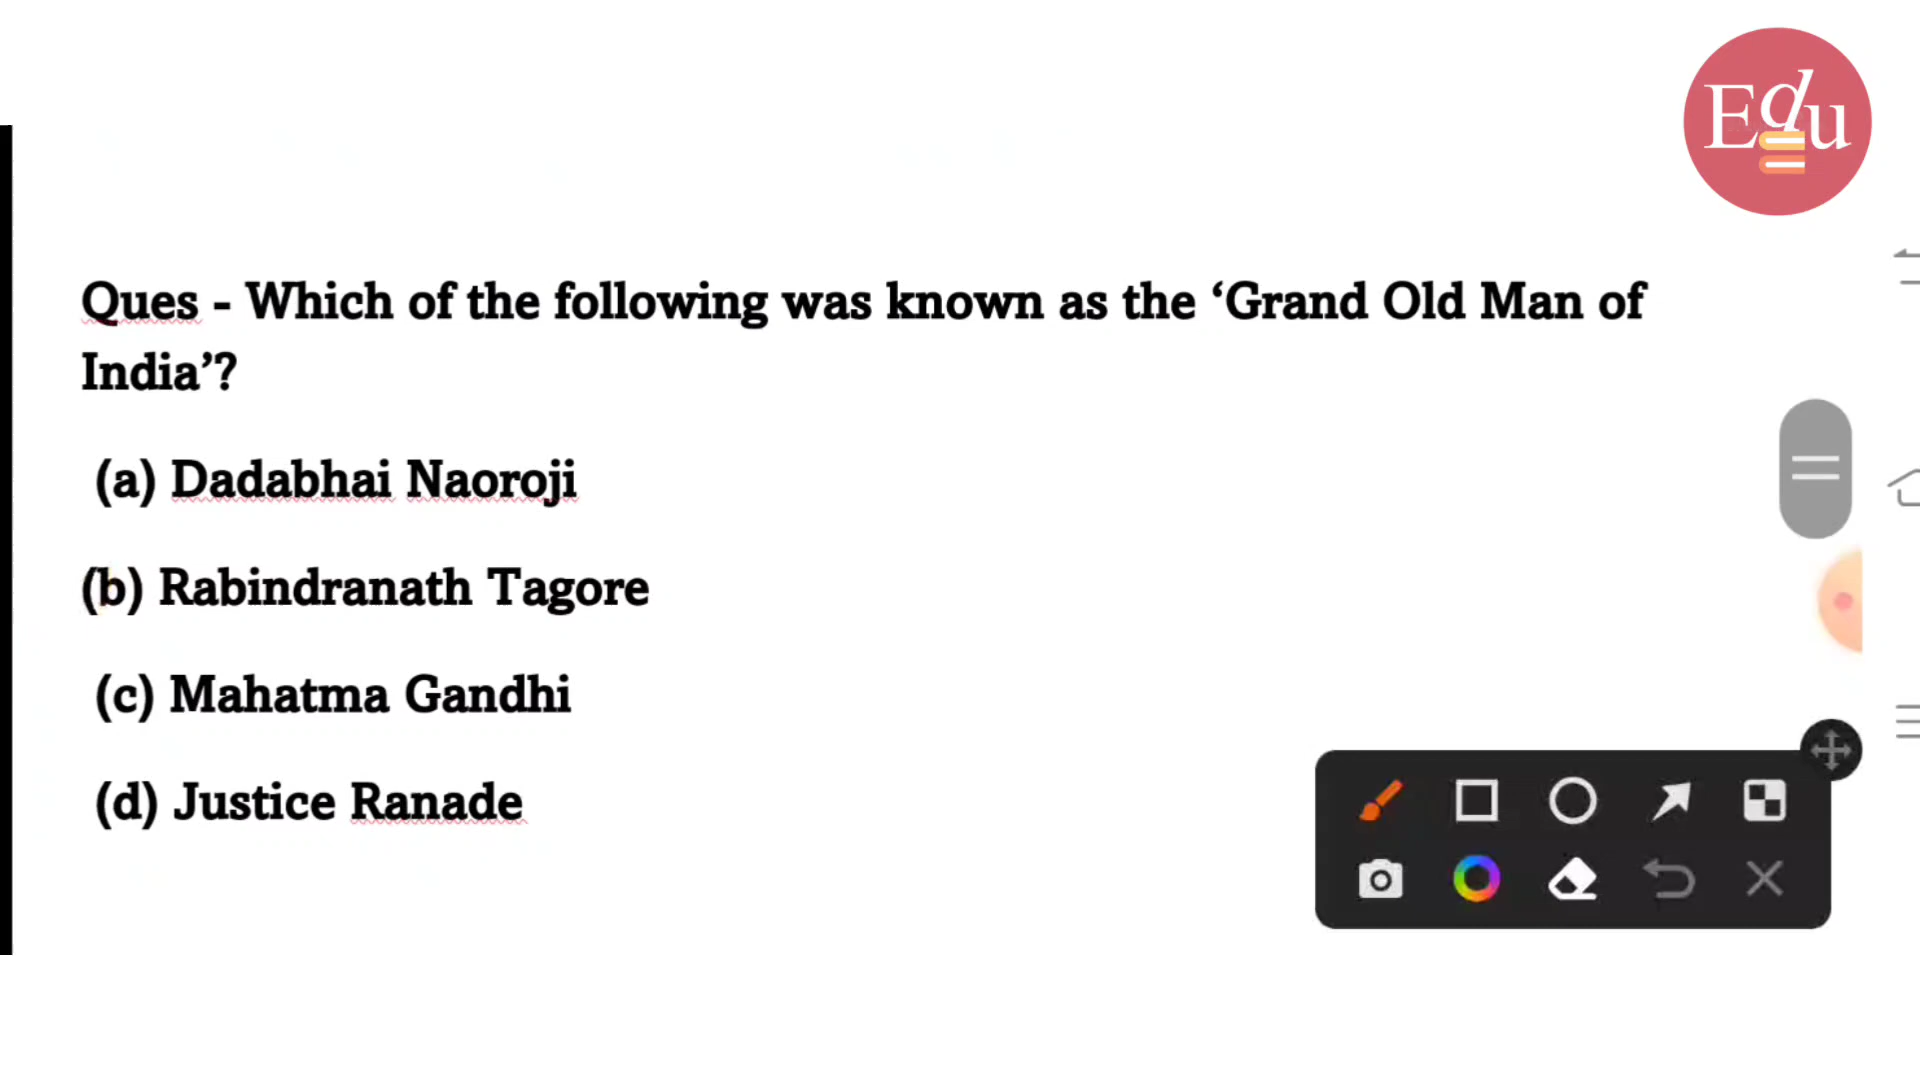 Edu
Ques - Which of the following was known as the ‘Grand Old Man of
India’?
(a) Dadabhai Naoroji
(b) Rabindranath Tagore
(c) Mahatma Gandhi
(d) Justice Ranade